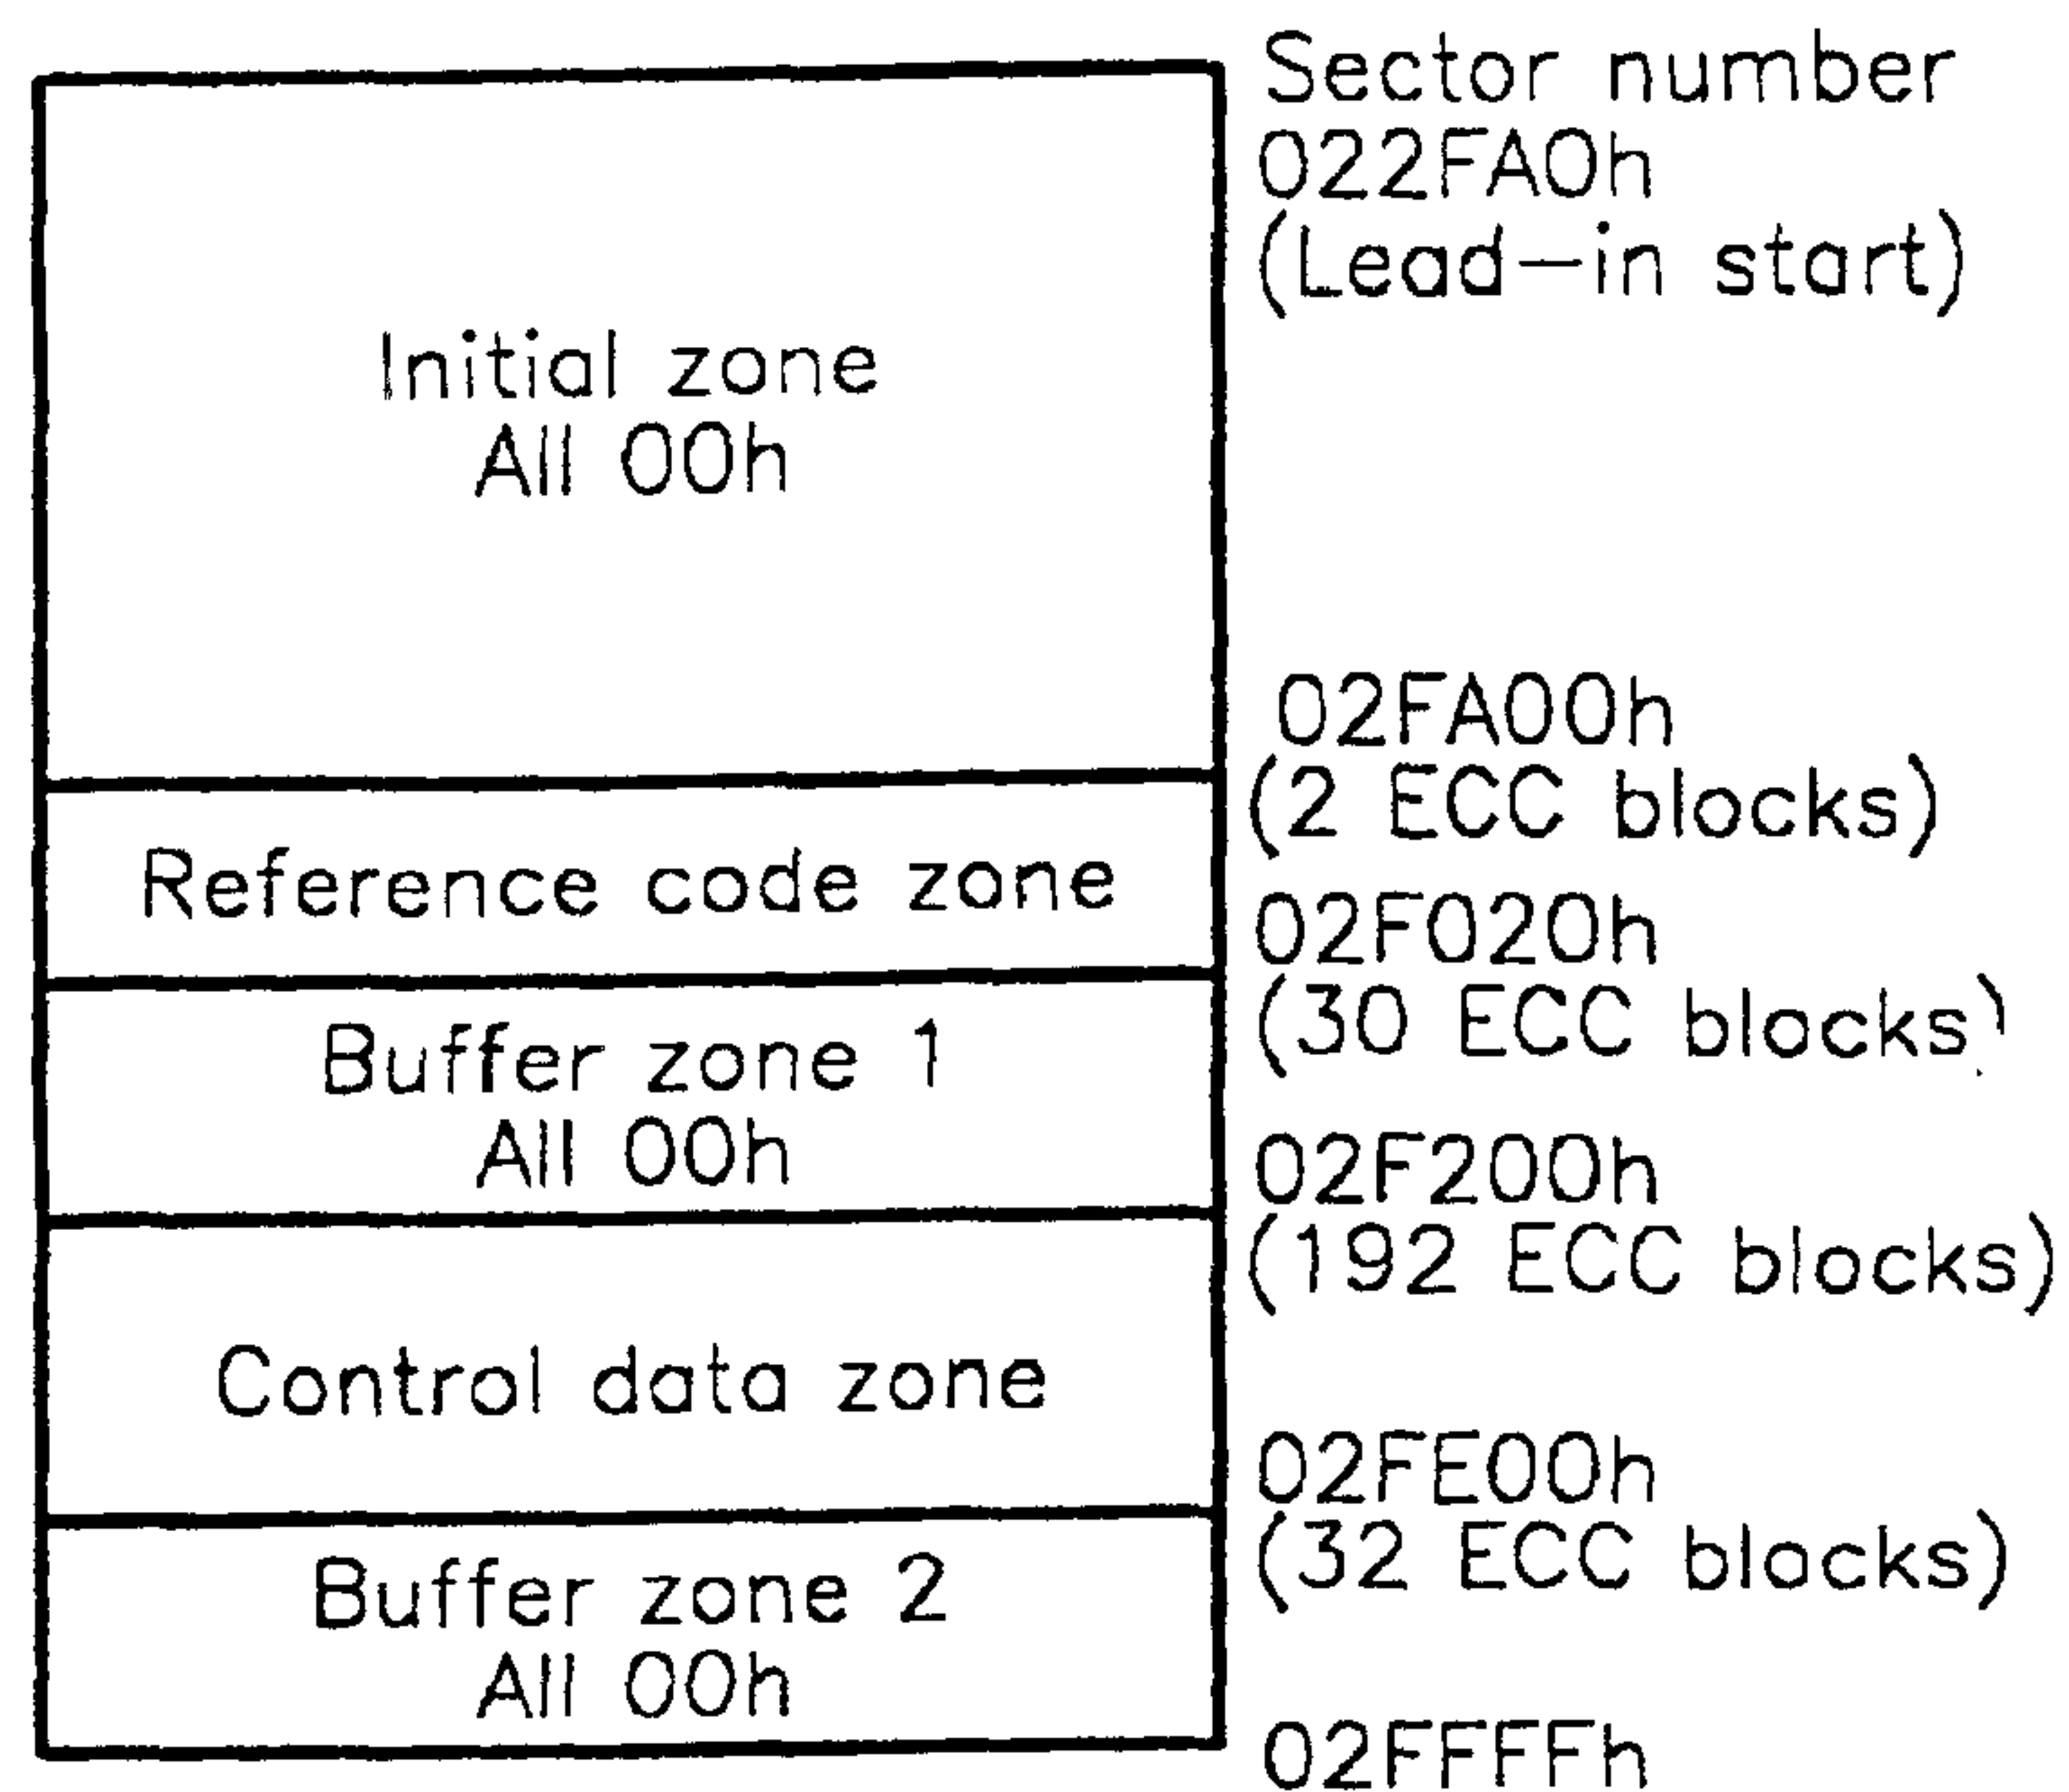 Sector number
022FA0h
(Lead-in start)
Initial zone
All 00h
02FA00h
(2 ECC blocks)
Reference code zone
02F020h
(30 ECC blocks)
Buffer zone 1
All 00h
02F200h
(192 ECC blocks)
Control data zone
02FE00h
(32 ECC blocks)
Buffer zone 2
All 00h
02FFFFh